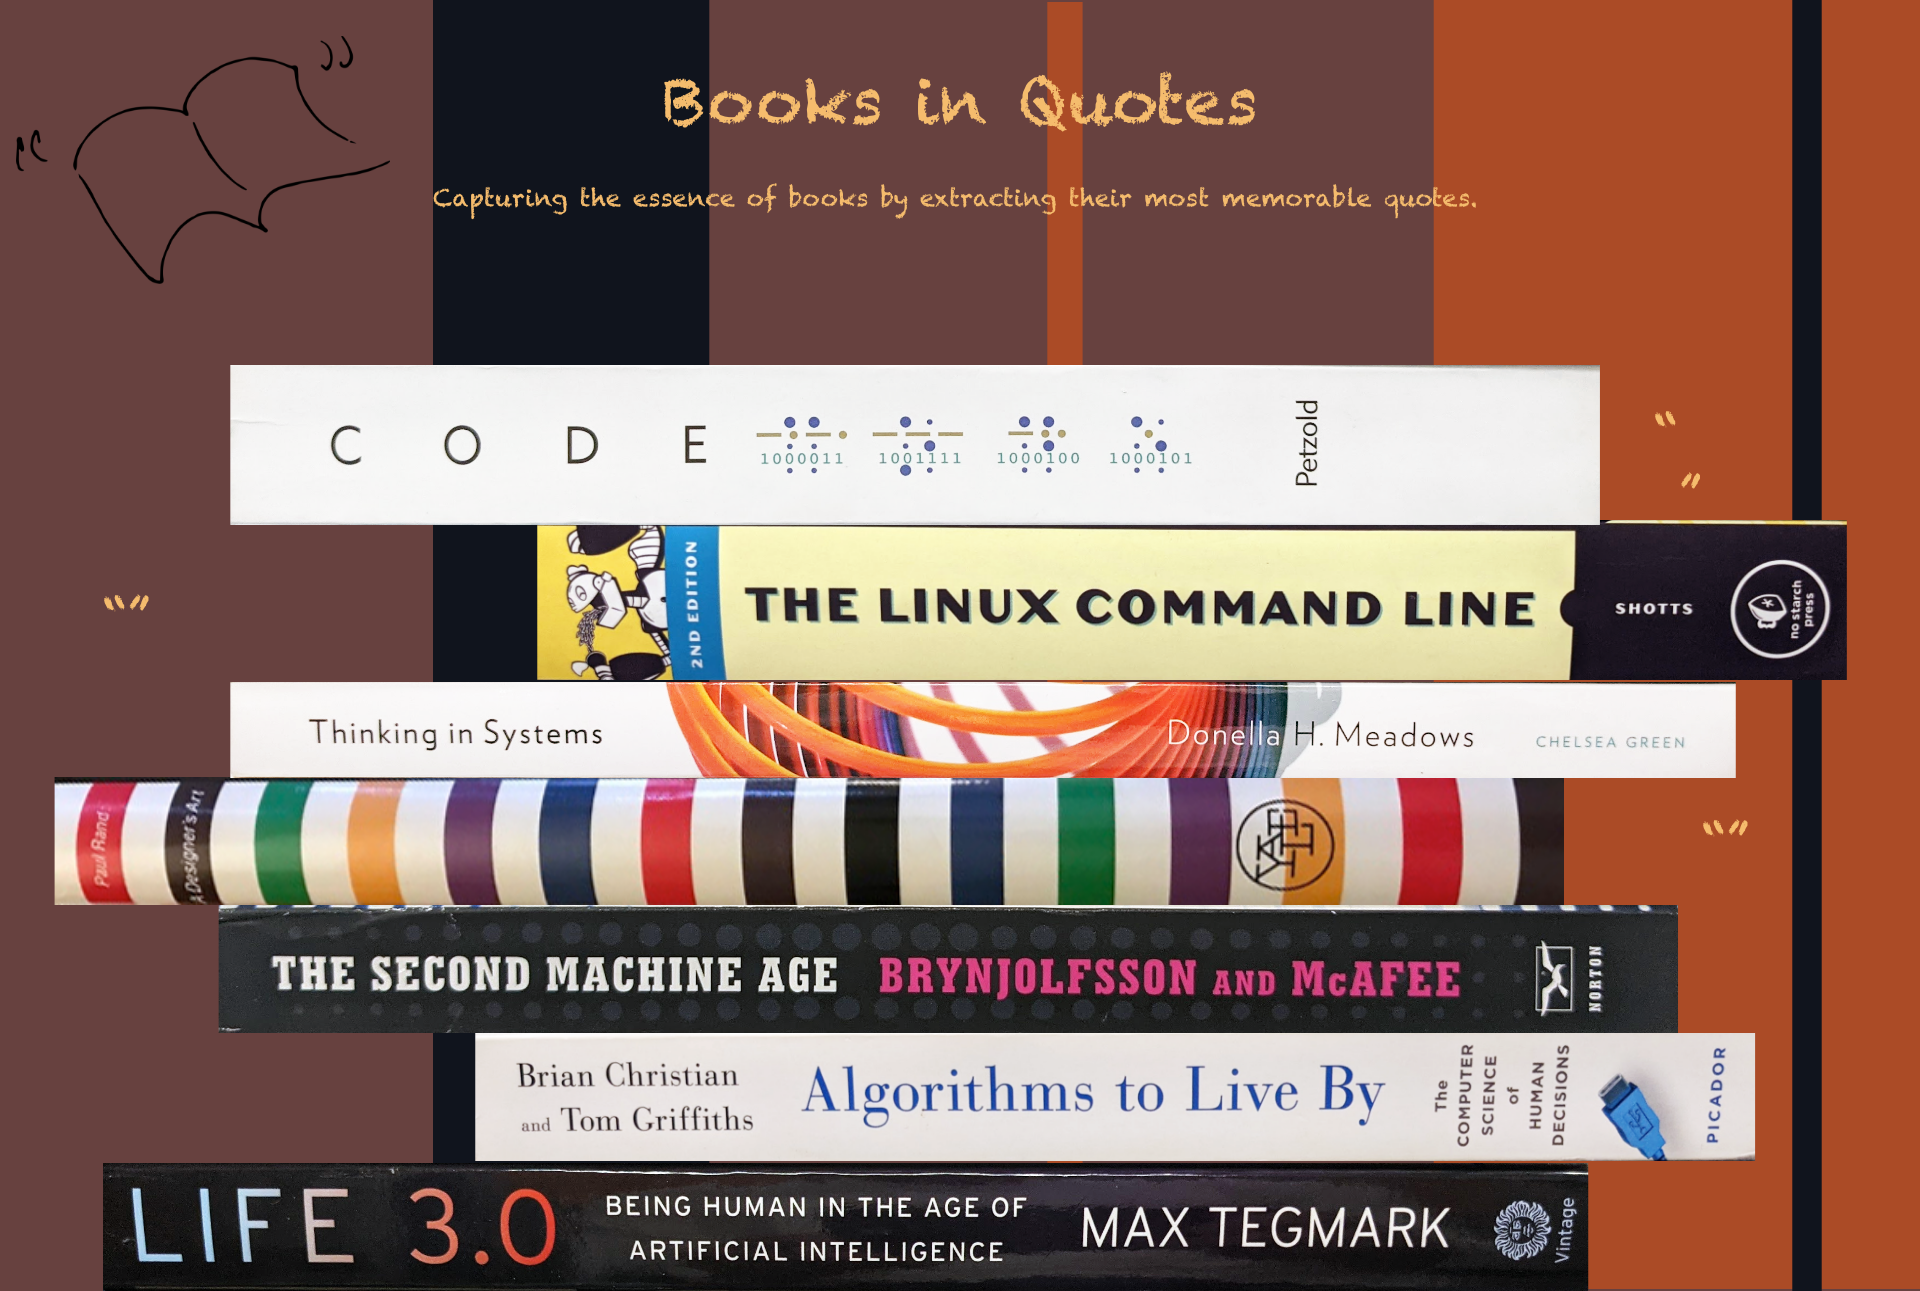 Books in Quotes
Capturing the essence of books by extracting their most memorable quotes.
C O D E
1000011 1001111 1000100 1000101
Petzold
2ND EDITION
THE LINUX COMMAND LINE
SHOTTS
no starch
press
Thinking in Systems
Donella H. Meadows
CHELSEA GREEN
Paul Rand
A Designer's Art
YALE
THE SECOND MACHINE AGE BRYNJOLFSSON AND McAFEE
NORTON
Brian Christian
and Tom Griffiths
Algorithms to Live By
The
COMPUTER
SCIENCE
of
HUMAN
DECISIONS
PICADOR
LIFE 3.0
BEING HUMAN IN THE AGE OF
ARTIFICIAL INTELLIGENCE
MAX TEGMARK
Vintage